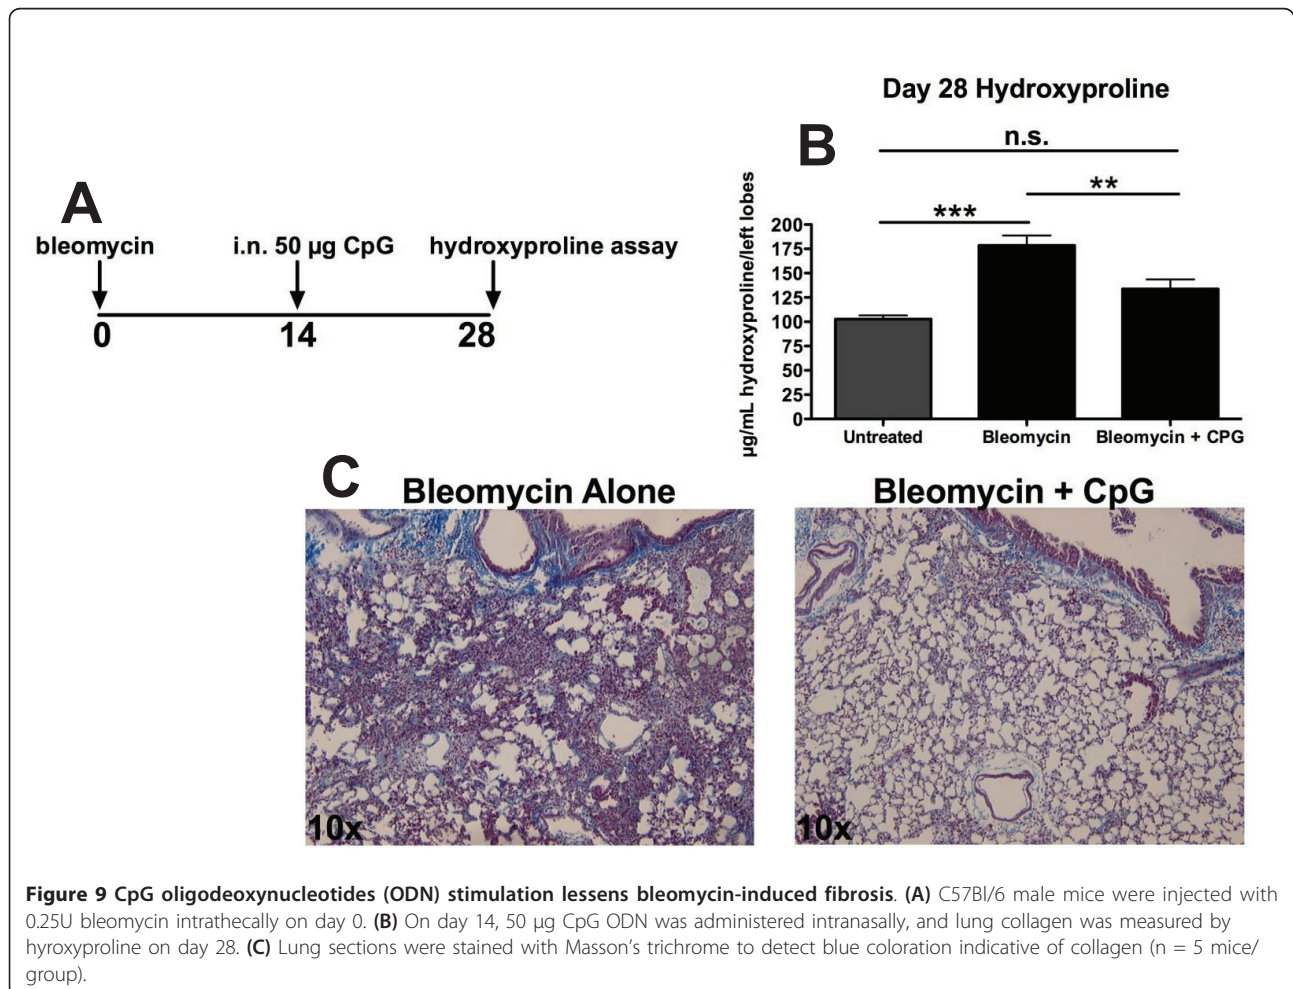 A
bleomycin
i.n. 50 µg CpG
hydroxyproline assay
0
14
28
Day 28 Hydroxyproline
B
n.s.
**
***
µg/mL hydroxyproline/left lobes
200
175
150
125
100
75
50
25
0
Untreated
Bleomycin
Bleomycin + CPG
C
Bleomycin Alone
Bleomycin + CpG
10x
10x
Figure 9 CpG oligodeoxynucleotides (ODN) stimulation lessens bleomycin-induced fibrosis. (A) C57Bl/6 male mice were injected with
0.25U bleomycin intrathecally on day 0. (B) On day 14, 50 µg CpG ODN was administered intranasally, and lung collagen was measured by
hyroxyproline on day 28. (C) Lung sections were stained with Masson's trichrome to detect blue coloration indicative of collagen (n = 5 mice/
group).